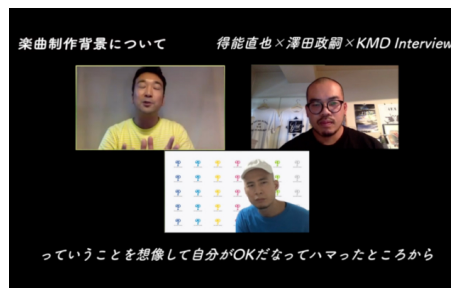 楽曲制作背景について
得能直也×澤田政嗣×KMD Interview
っていうことを想像して自分がOKだなってハマったところから